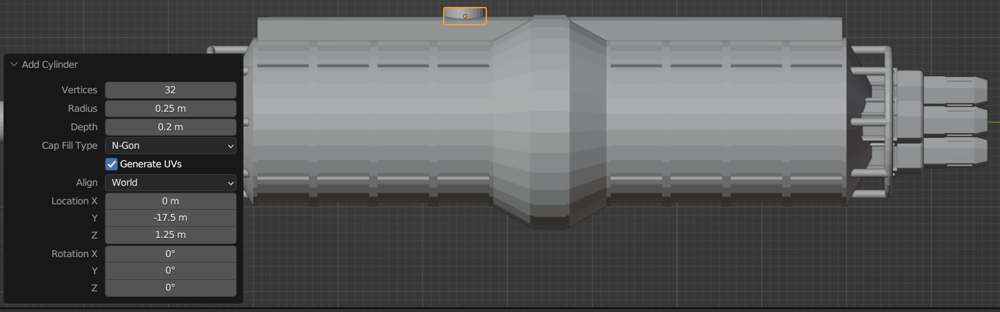 Add Cylinder
Vertices 32
Radius 0.25 m
Depth 0.2 m
Cap Fill Type N-Gon
Generate UVs
Align World
Location X 0 m
Y -17.5 m
Z 1.25 m
Rotation X 0°
Y 0°
Z 0°